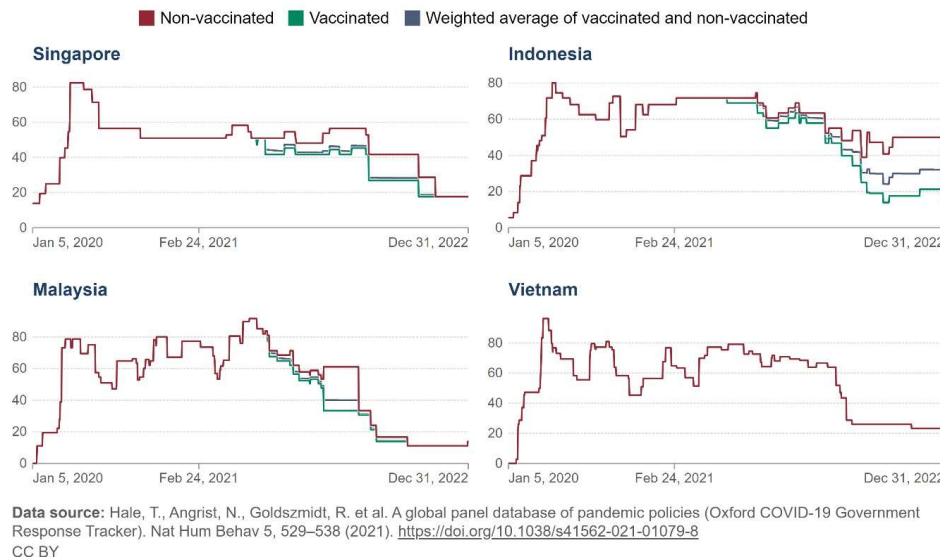 Non-vaccinated Vaccinated Weighted average of vaccinated and non-vaccinated
Singapore
80
60
40
20
0
Jan 5, 2020 Feb 24, 2021 Dec 31, 2022
Indonesia
80
60
40
20
0
Jan 5, 2020 Feb 24, 2021 Dec 31, 2022
Malaysia
80
60
40
20
0
Jan 5, 2020 Feb 24, 2021 Dec 31, 2022
Vietnam
80
60
40
20
0
Jan 5, 2020 Feb 24, 2021 Dec 31, 2022
Data source: Hale, T., Angrist, N., Goldszmidt, R. et al. A global panel database of pandemic policies (Oxford COVID-19 Government
Response Tracker). Nat Hum Behav 5, 529–538 (2021). https://doi.org/10.1038/s41562-021-01079-8
CC BY